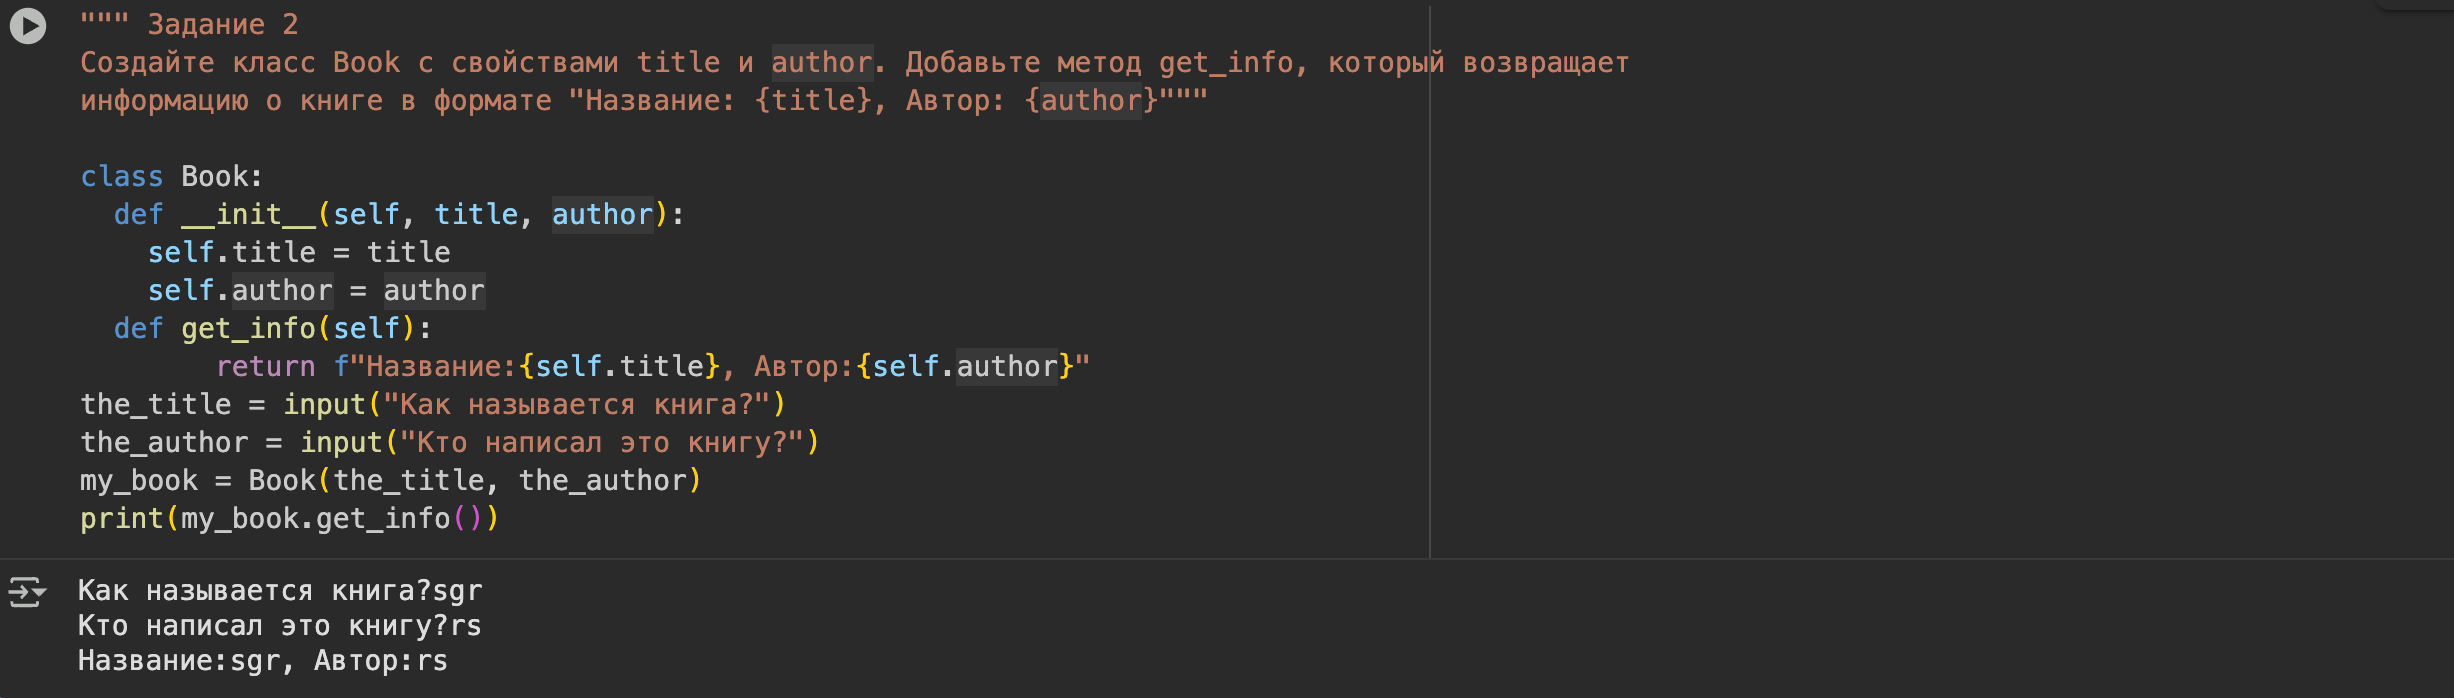 """ Задание 2
Создайте класс Book с свойствами title и author. Добавьте метод get_info, который возвращает
информацию о книге в формате "Название: {title}, Автор: {author}"""
class Book:
  def __init__(self, title, author):
    self.title = title
    self.author = author
  def get_info(self):
        return f"Название:{self.title}, Автор:{self.author}"
the_title = input("Как называется книга?")
the_author = input("Кто написал это книгу?")
my_book = Book(the_title, the_author)
print(my_book.get_info())
Как называется книга?sgr
Кто написал это книгу?rs
Название:sgr, Автор:rs